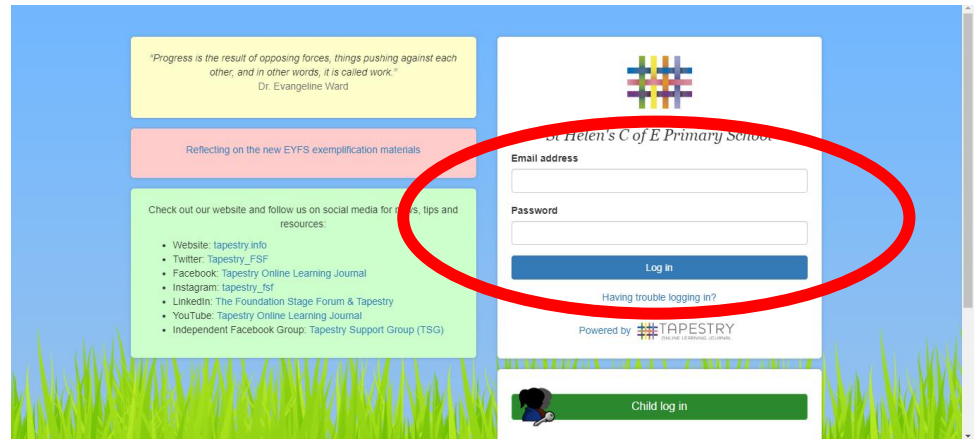 "Progress is the result of opposing forces, things pushing against each
other, and in other words, it is called work."
Dr. Evangeline Ward
Reflecting on the new EYFS exemplification materials
Check out our website and follow us on social media for news, tips and
resources:
• Website: tapestry.info
• Twitter: Tapestry_FSF
• Facebook: Tapestry Online Learning Journal
• Instagram: tapestry_fsf
• LinkedIn: The Foundation Stage Forum & Tapestry
• YouTube: Tapestry Online Learning Journal
• Independent Facebook Group: Tapestry Support Group (TSG)
St Helen's C of E Primary School
Email address
Password
Log in
Having trouble logging in?
Powered by TAPESTRY
ONLINE LEARNING JOURNAL
Child log in